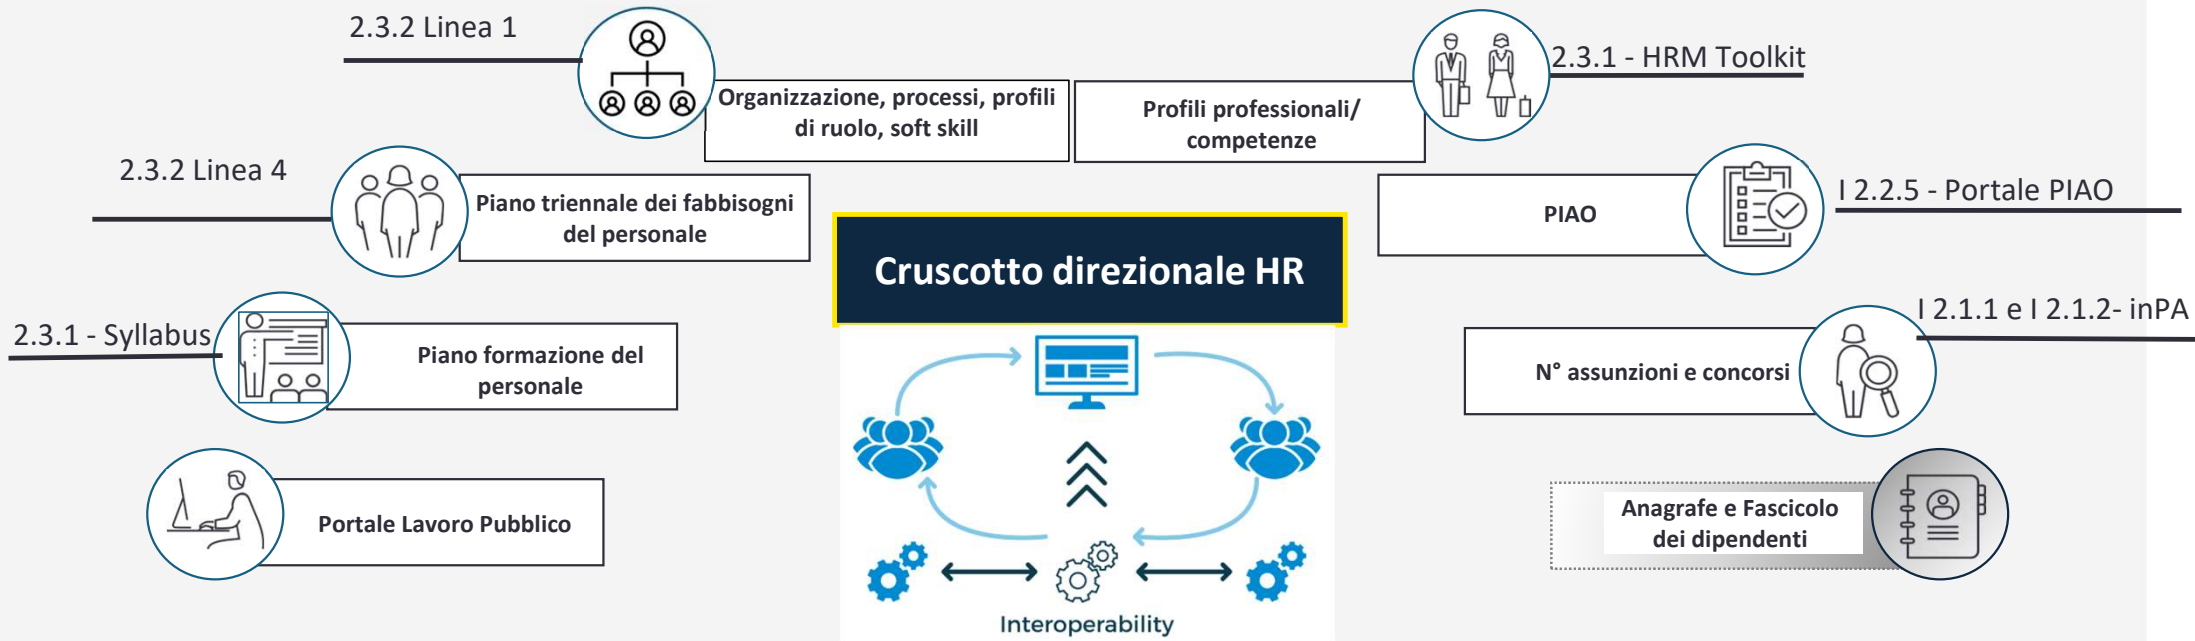 2.3.2 Linea 1
Organizzazione, processi, profili
di ruolo, soft skill
2.3.1 - HRM Toolkit
Profili professionali/
competenze
2.3.2 Linea 4
Piano triennale dei fabbisogni
del personale
I 2.2.5 - Portale PIAO
PIAO
Cruscotto direzionale HR
2.3.1 - Syllabus
Piano formazione del
personale
I 2.1.1 e I 2.1.2- inPA
N° assunzioni e concorsi
Portale Lavoro Pubblico
Anagrafe e Fascicolo
dei dipendenti
Interoperability